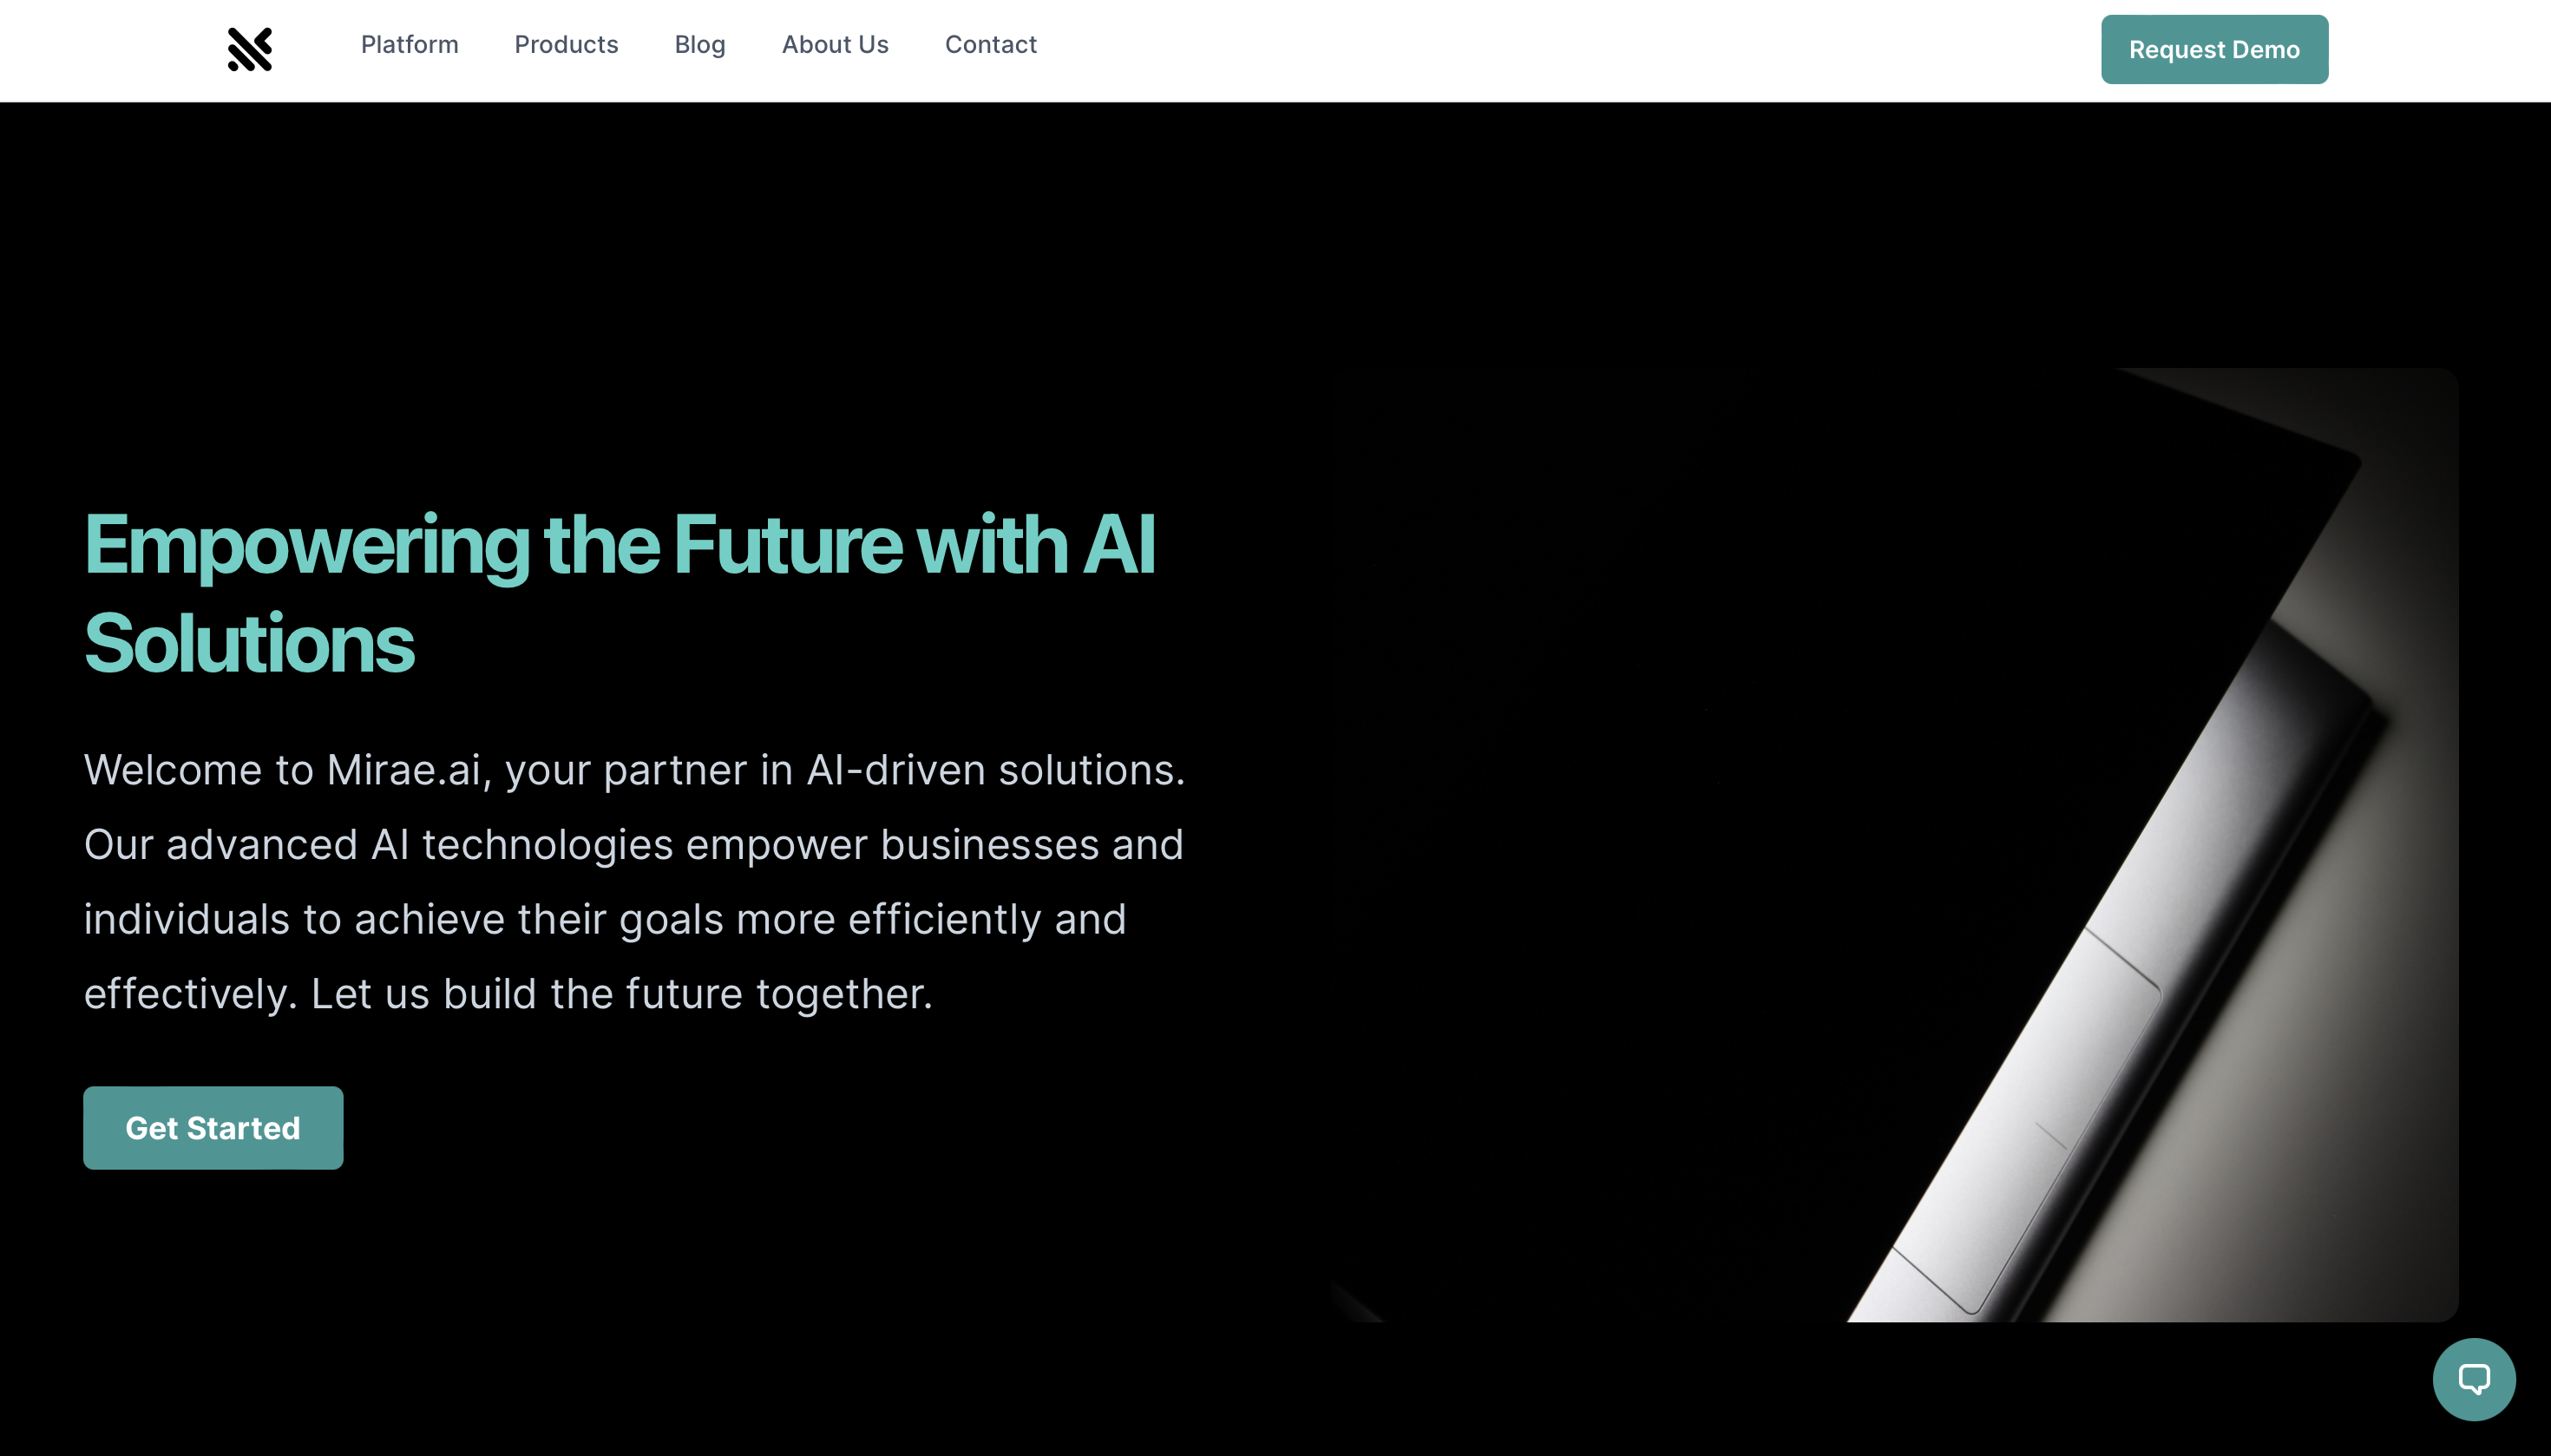 Platform
Products
Blog
About Us
Contact
Request Demo
Empowering the Future with AI
Solutions
Welcome to Mirae.ai, your partner in AI-driven solutions.
Our advanced AI technologies empower businesses and
individuals to achieve their goals more efficiently and
effectively. Let us build the future together.
Get Started